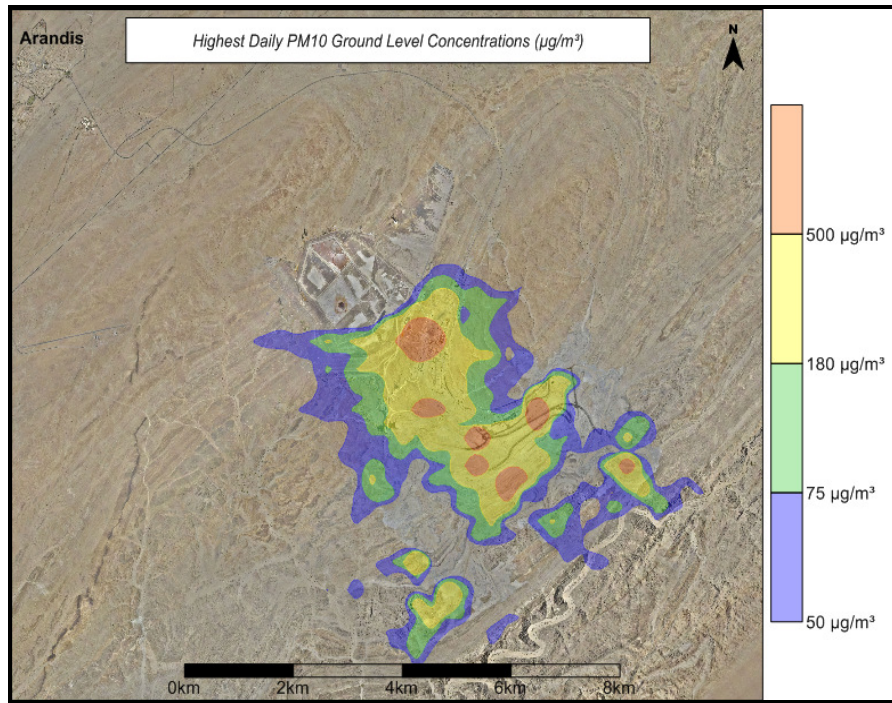 Arandis
Highest Daily PM10 Ground Level Concentrations (µg/m³)
N
500 µg/m³
180 µg/m³
75 µg/m³
50 µg/m³
0km 2km 4km 6km 8km